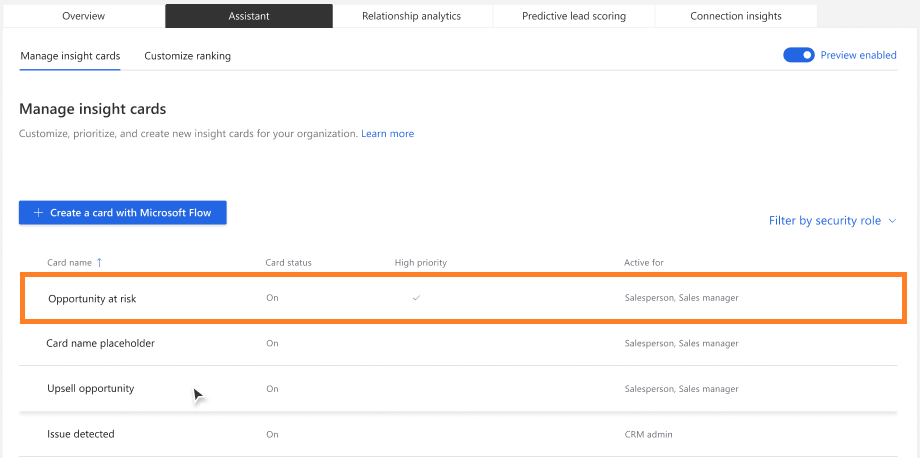 Overview Assistant Relationship analytics Predictive lead scoring Connection insights
Manage insight cards Customize ranking Preview enabled
Manage insight cards
Customize, prioritize, and create new insight cards for your organization. Learn more
+ Create a card with Microsoft Flow
Filter by security role
Card name ↑ Card status High priority Active for
Opportunity at risk On ✓ Salesperson, Sales manager
Card name placeholder On Salesperson, Sales manager
Upsell opportunity On Salesperson, Sales manager
Issue detected On CRM admin